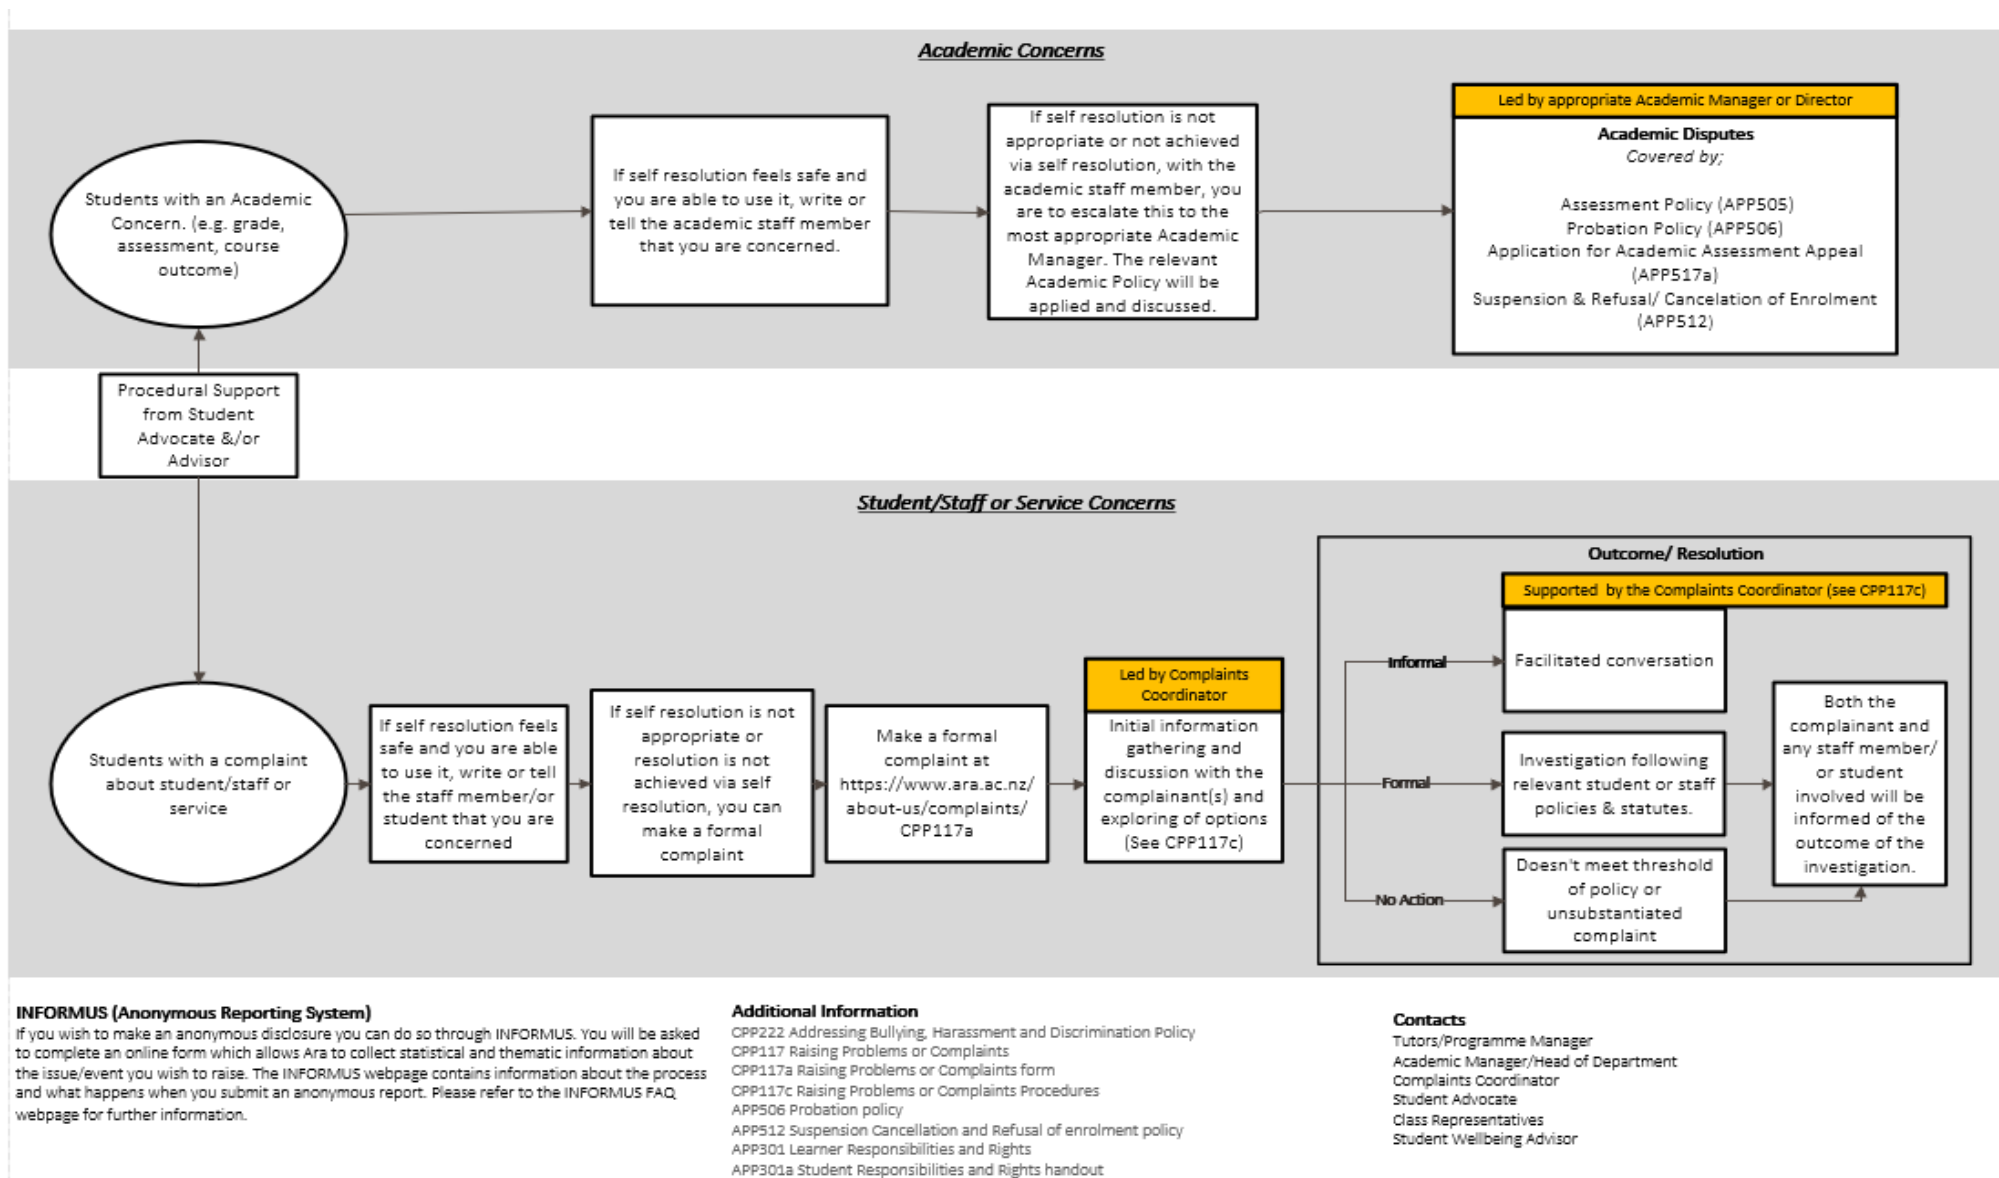 Academic Concerns
Students with an Academic
Concern. (e.g. grade,
assessment, course
outcome)
If self resolution feels safe and
you are able to use it, write or
tell the academic staff member
that you are concerned.
If self resolution is not
appropriate or not achieved
via self resolution, with the
academic staff member, you
are to escalate this to the
most appropriate Academic
Manager. The relevant
Academic Policy will be
applied and discussed.
Led by appropriate Academic Manager or Director
Academic Disputes
Covered by;
Assessment Policy (APP505)
Probation Policy (APP506)
Application for Academic Assessment Appeal
(APP517a)
Suspension & Refusal/ Cancelation of Enrolment
(APP512)
Procedural Support
from Student
Advocate &/or
Advisor
Student/Staff or Service Concerns
Students with a complaint
about student/staff or
service
If self resolution feels
safe and you are able
to use it, write or tell
the staff member/or
student that you are
concerned
If self resolution is not
appropriate or
resolution is not
achieved via self
resolution, you can
make a formal
complaint
Make a formal
complaint at
https://www.ara.ac.nz/
about-us/complaints/
CPP117a
Led by Complaints
Coordinator
Initial information
gathering and
discussion with the
complainant(s) and
exploring of options
(See CPP117c)
Outcome/ Resolution
Supported by the Complaints Coordinator (see CPP117c)
Informal
Facilitated conversation
Formal
Investigation following
relevant student or staff
policies & statutes.
No Action
Doesn't meet threshold
of policy or
unsubstantiated
complaint
Both the
complainant and
any staff member/
or student
involved will be
informed of the
outcome of the
investigation.
INFORMUS (Anonymous Reporting System)
If you wish to make an anonymous disclosure you can do so through INFORMUS. You will be asked
to complete an online form which allows Ara to collect statistical and thematic information about
the issue/event you wish to raise. The INFORMUS webpage contains information about the process
and what happens when you submit an anonymous report. Please refer to the INFORMUS FAQ
webpage for further information.
Additional Information
CPP222 Addressing Bullying, Harassment and Discrimination Policy
CPP117 Raising Problems or Complaints
CPP117a Raising Problems or Complaints form
CPP117c Raising Problems or Complaints Procedures
APP506 Probation policy
APP512 Suspension Cancellation and Refusal of enrolment policy
APP301 Learner Responsibilities and Rights
APP301a Student Responsibilities and Rights handout
Contacts
Tutors/Programme Manager
Academic Manager/Head of Department
Complaints Coordinator
Student Advocate
Class Representatives
Student Wellbeing Advisor